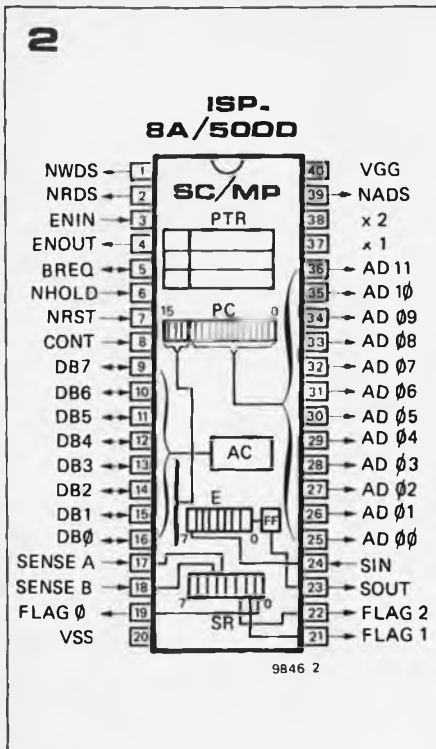 2
ISP-
8A/500D
SC/MP
NWDS 1 40 VGG
NRDS 2 39 NADS
ENIN 3 PTR 38 x 2
ENOUT 4 37 x 1
BREQ 5 36 AD 11
NHOLD 6 35 AD 1Ø
NRST 7 15 PC 0 34 AD Ø9
CONT 8 33 AD Ø8
DB7 9 32 AD Ø7
DB6 10 31 AD Ø6
DB5 11 30 AD Ø5
DB4 12 AC 29 AD Ø4
DB3 13 28 AD Ø3
DB2 14 27 AD Ø2
DB1 15 E FF 26 AD Ø1
DBØ 16 7 0 25 AD ØØ
SENSE A 17 24 SIN
SENSE B 18 23 SOUT
FLAG Ø 19 7 0 22 FLAG 2
VSS 20 SR 21 FLAG 1
9846 2